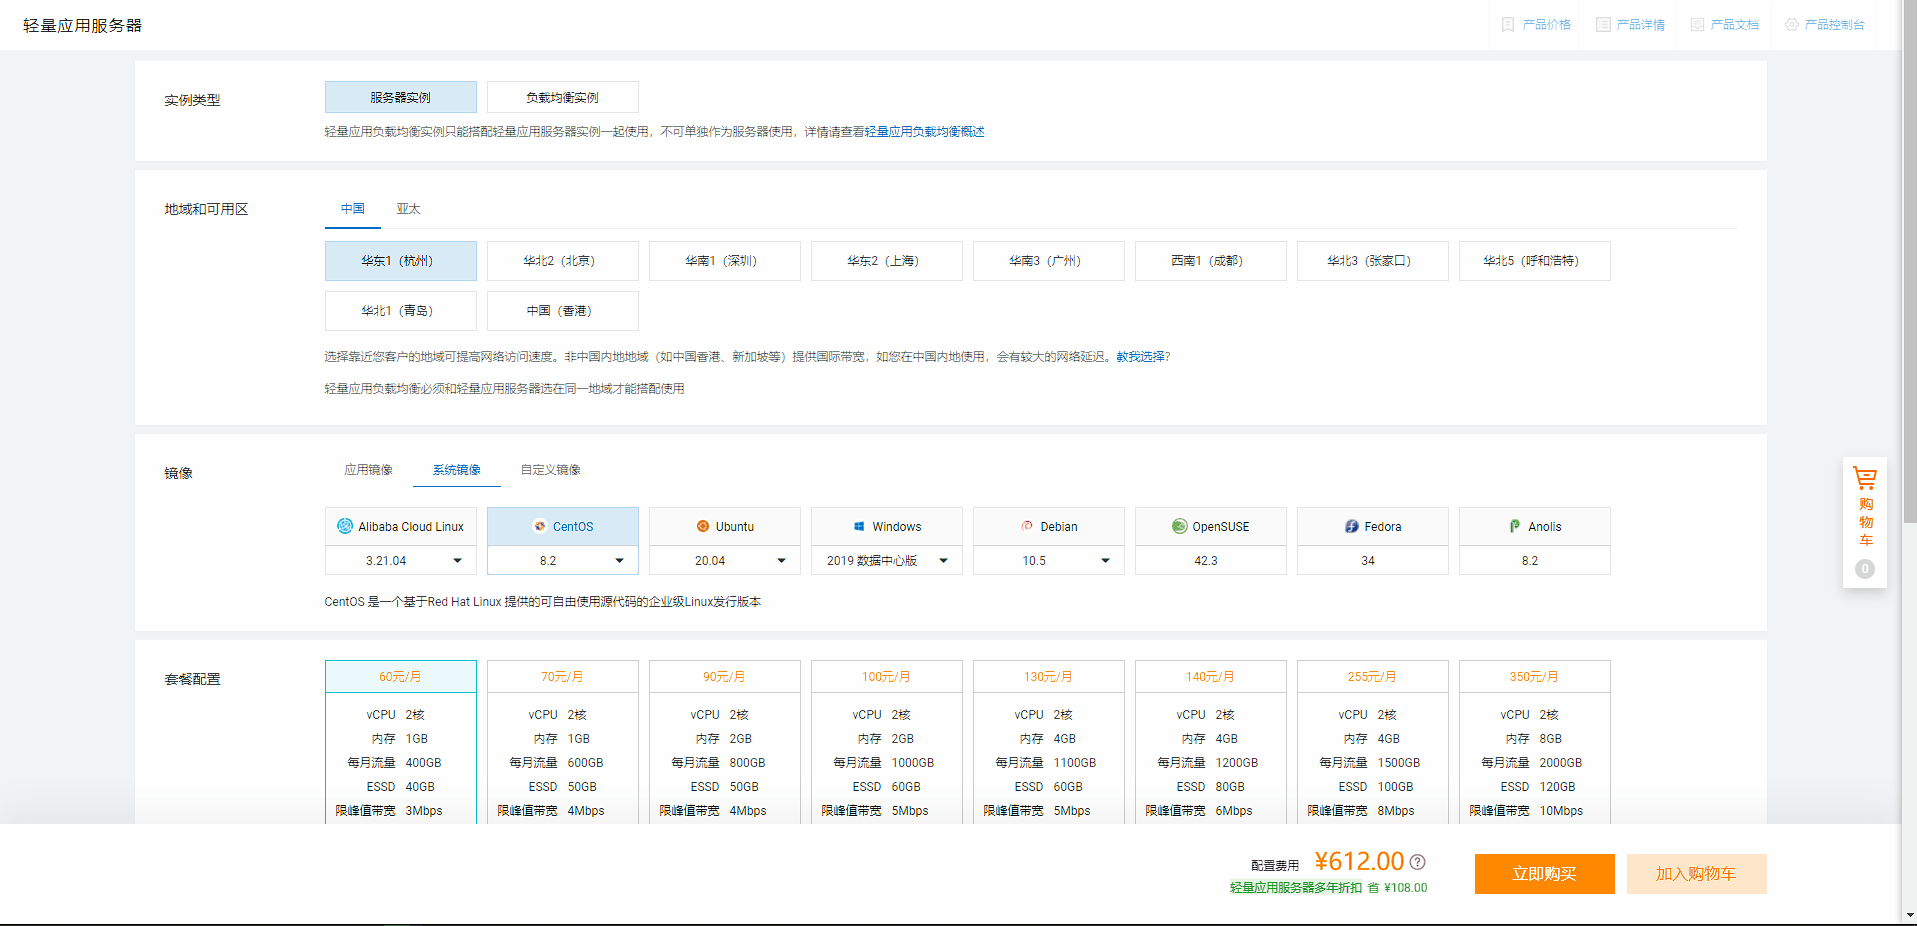 轻量应用服务器
产品价格 产品详情 产品文档 产品控制台
实例类型
服务器实例 负载均衡实例
轻量应用负载均衡实例只能搭配轻量应用服务器实例一起使用，不可单独作为服务器使用，详情请查看轻量应用负载均衡概述
地域和可用区
中国 亚太
华东1（杭州） 华北2（北京） 华南1（深圳） 华东2（上海） 华南3（广州） 西南1（成都） 华北3（张家口） 华北5（呼和浩特）
华北1（青岛） 中国（香港）
选择靠近您客户的地域可提高网络访问速度。非中国内地地域（如中国香港、新加坡等）提供国际带宽，如您在中国内地使用，会有较大的网络延迟。教我选择?
轻量应用负载均衡必须和轻量应用服务器选在同一地域才能搭配使用
镜像
应用镜像 系统镜像 自定义镜像
Alibaba Cloud Linux CentOS Ubuntu Windows Debian OpenSUSE Fedora Anolis
3.21.04 8.2 20.04 2019 数据中心版 10.5 42.3 34 8.2
CentOS 是一个基于Red Hat Linux 提供的可自由使用源代码的企业级Linux发行版本
套餐配置
60元/月 70元/月 90元/月 100元/月 130元/月 140元/月 255元/月 350元/月
vCPU 2核 vCPU 2核 vCPU 2核 vCPU 2核 vCPU 2核 vCPU 2核 vCPU 2核 vCPU 2核
内存 1GB 内存 1GB 内存 2GB 内存 2GB 内存 4GB 内存 4GB 内存 4GB 内存 8GB
每月流量 400GB 每月流量 600GB 每月流量 800GB 每月流量 1000GB 每月流量 1100GB 每月流量 1200GB 每月流量 1500GB 每月流量 2000GB
ESSD 40GB ESSD 50GB ESSD 50GB ESSD 60GB ESSD 60GB ESSD 80GB ESSD 100GB ESSD 120GB
限峰值带宽 3Mbps 限峰值带宽 4Mbps 限峰值带宽 4Mbps 限峰值带宽 5Mbps 限峰值带宽 5Mbps 限峰值带宽 6Mbps 限峰值带宽 8Mbps 限峰值带宽 10Mbps
购物车
0
配置费用 ¥612.00 ?
轻量应用服务器多年折扣 省 ¥108.00
立即购买 加入购物车